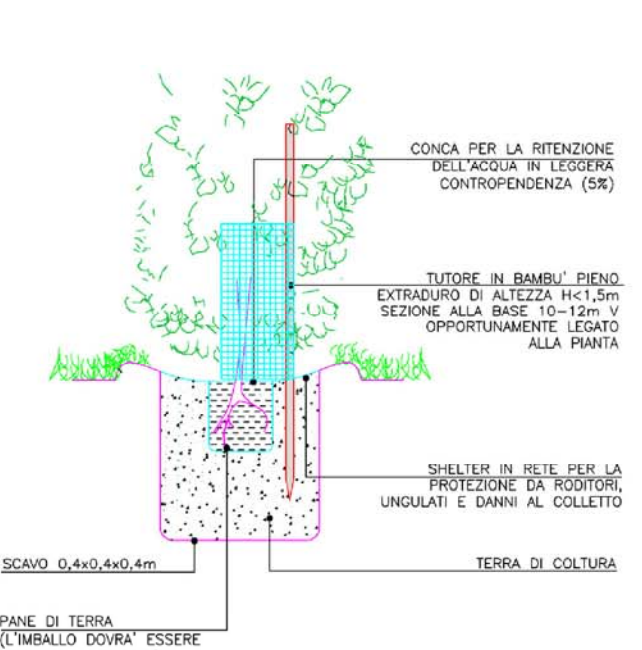 CONCA PER LA RITENZIONE
DELL'ACQUA IN LEGGERA
CONTROPENDENZA (5%)
TUTORE IN BAMBU' PIENO
EXTRADURO DI ALTEZZA H<1,5m
SEZIONE ALLA BASE 10-12m V
OPPORTUNAMENTE LEGATO
ALLA PIANTA
SHELTER IN RETE PER LA
PROTEZIONE DA RODITORI,
UNGULATI E DANNI AL COLLETTO
SCAVO 0,4x0,4x0,4m
TERRA DI COLTURA
PANE DI TERRA
(L'IMBALLO DOVRA' ESSERE